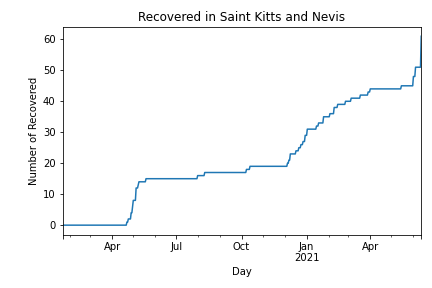 Recovered in Saint Kitts and Nevis
Number of Recovered
60
50
40
30
20
10
0
Apr
Jul
Oct
Jan
2021
Apr
Day